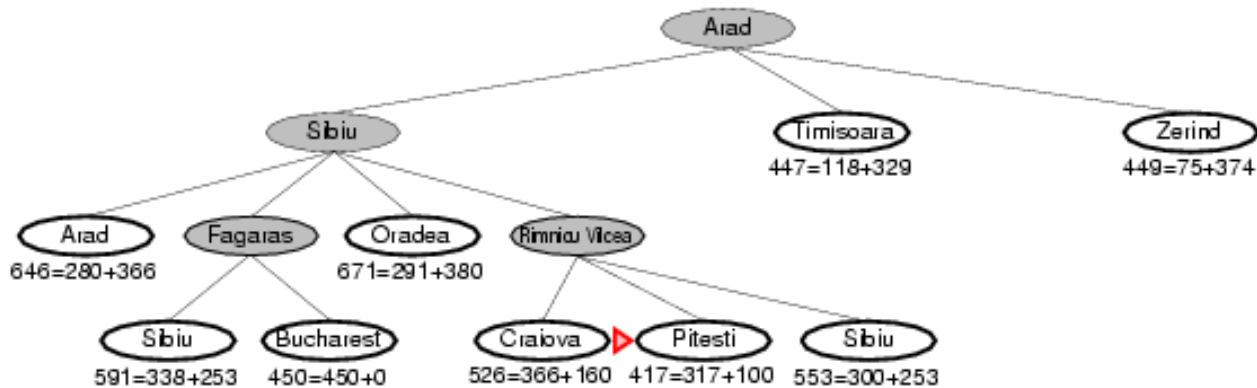 Arad
Sibiu
Timisoara
Zerind
447=118+329
449=75+374
Arad
Fagaras
Oradea
Rimnicu Vilcea
646=280+366
671=291+380
Sibiu
Bucharest
Craiova
Pitesti
Sibiu
591=338+253
450=450+0
526=366+160
417=317+100
553=300+253